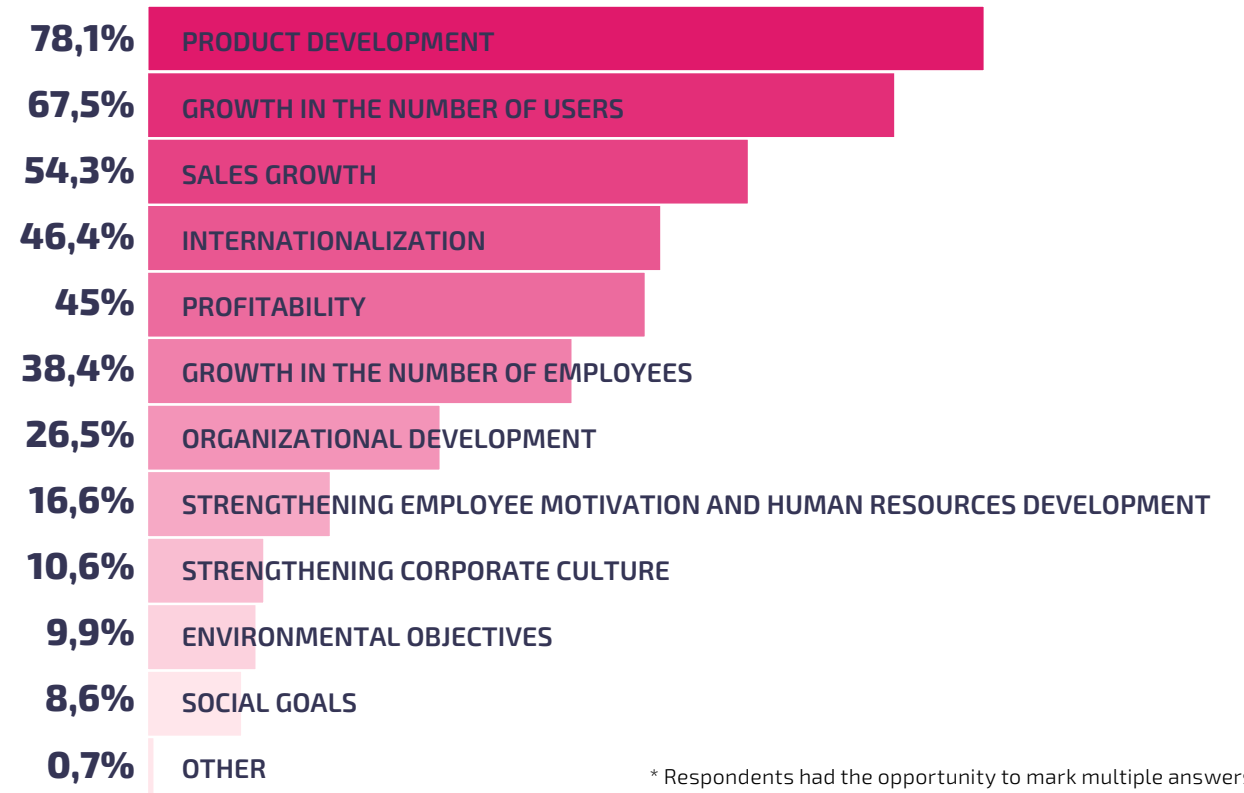 78,1% PRODUCT DEVELOPMENT
67,5% GROWTH IN THE NUMBER OF USERS
54,3% SALES GROWTH
46,4% INTERNATIONALIZATION
45% PROFITABILITY
38,4% GROWTH IN THE NUMBER OF EMPLOYEES
26,5% ORGANIZATIONAL DEVELOPMENT
16,6% STRENGTHENING EMPLOYEE MOTIVATION AND HUMAN RESOURCES DEVELOPMENT
10,6% STRENGTHENING CORPORATE CULTURE
9,9% ENVIRONMENTAL OBJECTIVES
8,6% SOCIAL GOALS
0,7% OTHER
* Respondents had the opportunity to mark multiple answers